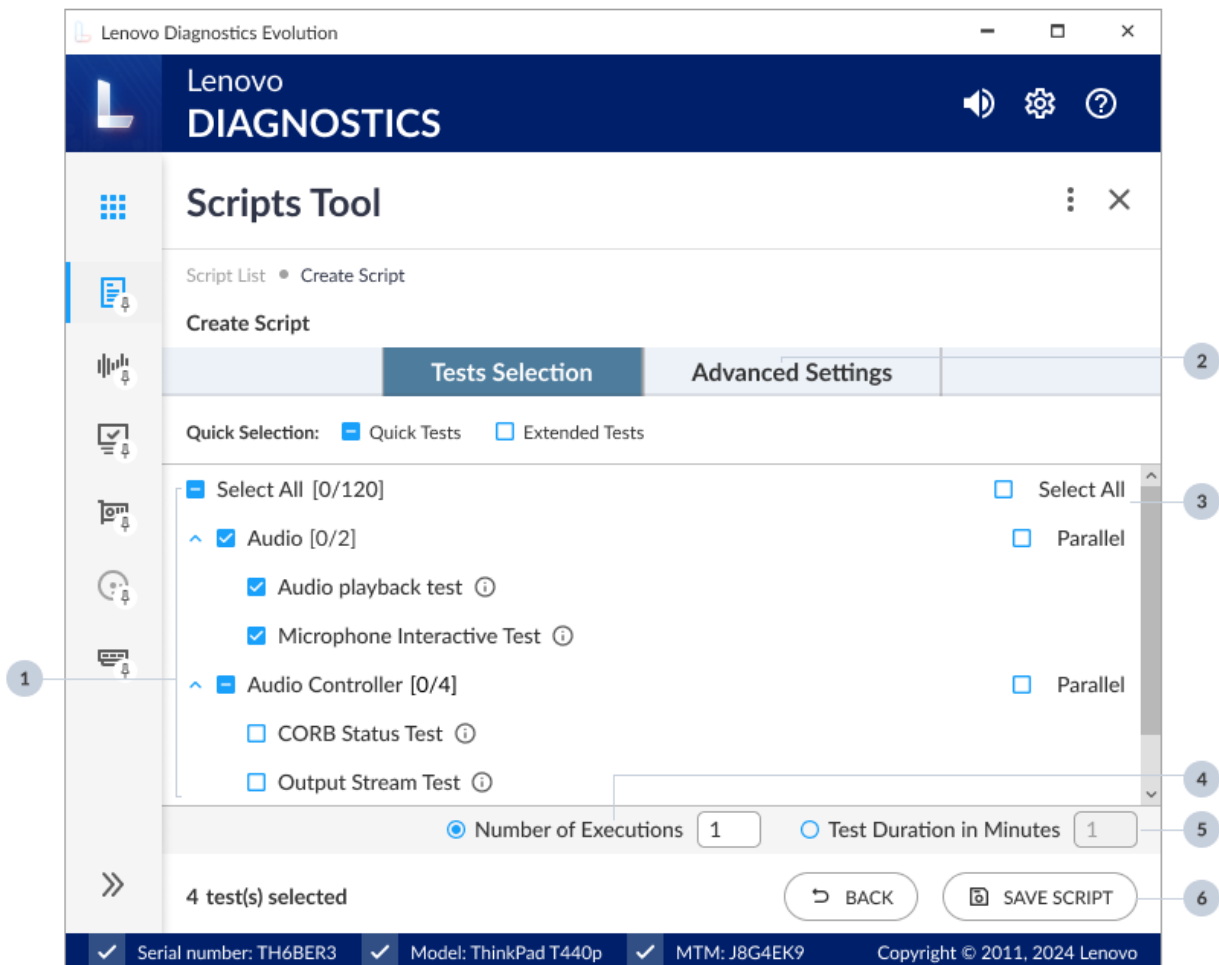 Lenovo Diagnostics Evolution
Lenovo
DIAGNOSTICS
Scripts Tool
Script List • Create Script
Create Script
Tests Selection Advanced Settings
2
Quick Selection: Quick Tests Extended Tests
Select All [0/120] Select All
3
Audio [0/2] Parallel
Audio playback test
Microphone Interactive Test
1
Audio Controller [0/4] Parallel
CORB Status Test
Output Stream Test
4
Number of Executions 1 Test Duration in Minutes 1
5
4 test(s) selected BACK SAVE SCRIPT
6
Serial number: TH6BER3 Model: ThinkPad T440p MTM: J8G4EK9 Copyright © 2011, 2024 Lenovo